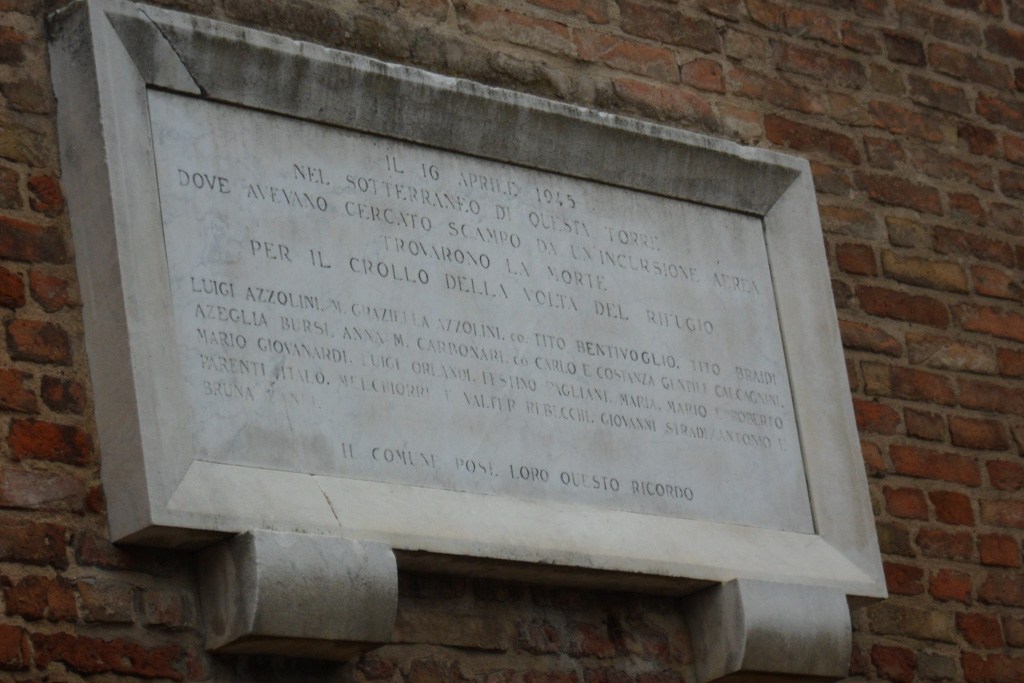 IL 16 APRILE 1945
NEL SOTTERRANEO DI QUESTA TORRE
DOVE AVEVANO CERCATO SCAMPO DA UN'INCURSIONE AEREA
TROVARONO LA MORTE
PER IL CROLLO DELLA VOLTA DEL RIFUGIO
LUIGI AZZOLINI, M. GRAZIELLA AZZOLINI, co. TITO BENTIVOGLIO, TITO BRAIDI
AZEGLIA BURSI, ANNA M. CARBONARI, co CARLO E COSTANZA GENTILI CALCAGNINI,
MARIO GIOVANARDI, LUIGI ORLANDI, FESTINO PAGLIANI, MARIA, MARIO E ROBERTO
PARENTI, ITALO, MELCHIORRE E VALTER REBECCHI, GIOVANNI STRADI, ANTONIO E
BRUNA
IL COMUNE POSE LORO QUESTO RICORDO